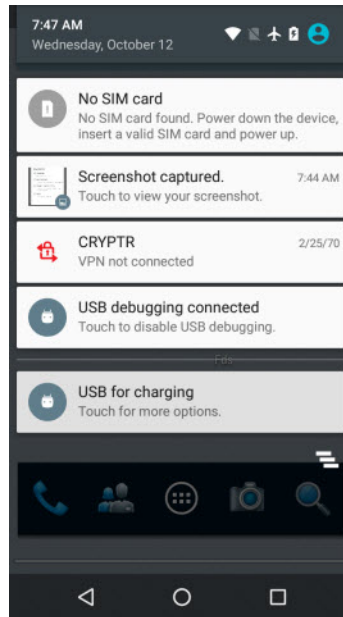 7:47 AM
Wednesday, October 12
No SIM card
No SIM card found. Power down the device,
insert a valid SIM card and power up.
Screenshot captured.
7:44 AM
Touch to view your screenshot.
CRYPTR
2/25/70
VPN not connected
USB debugging connected
Touch to disable USB debugging.
USB for charging
Touch for more options.